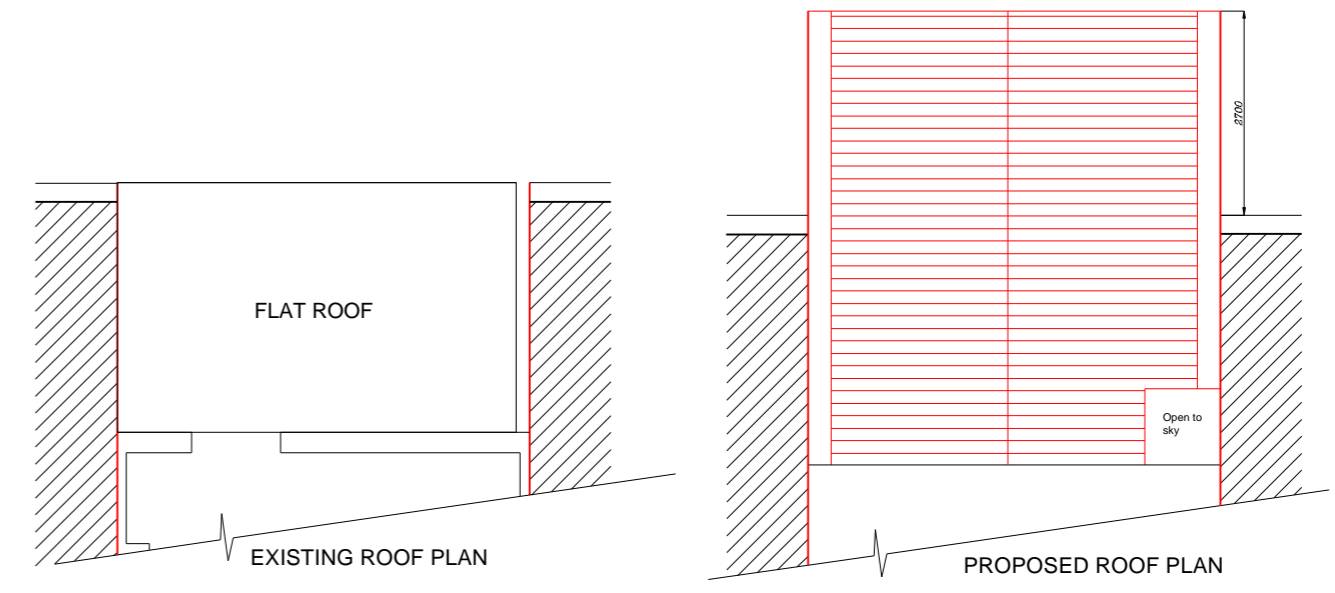 FLAT ROOF
EXISTING ROOF PLAN
2700
Open to
sky
PROPOSED ROOF PLAN